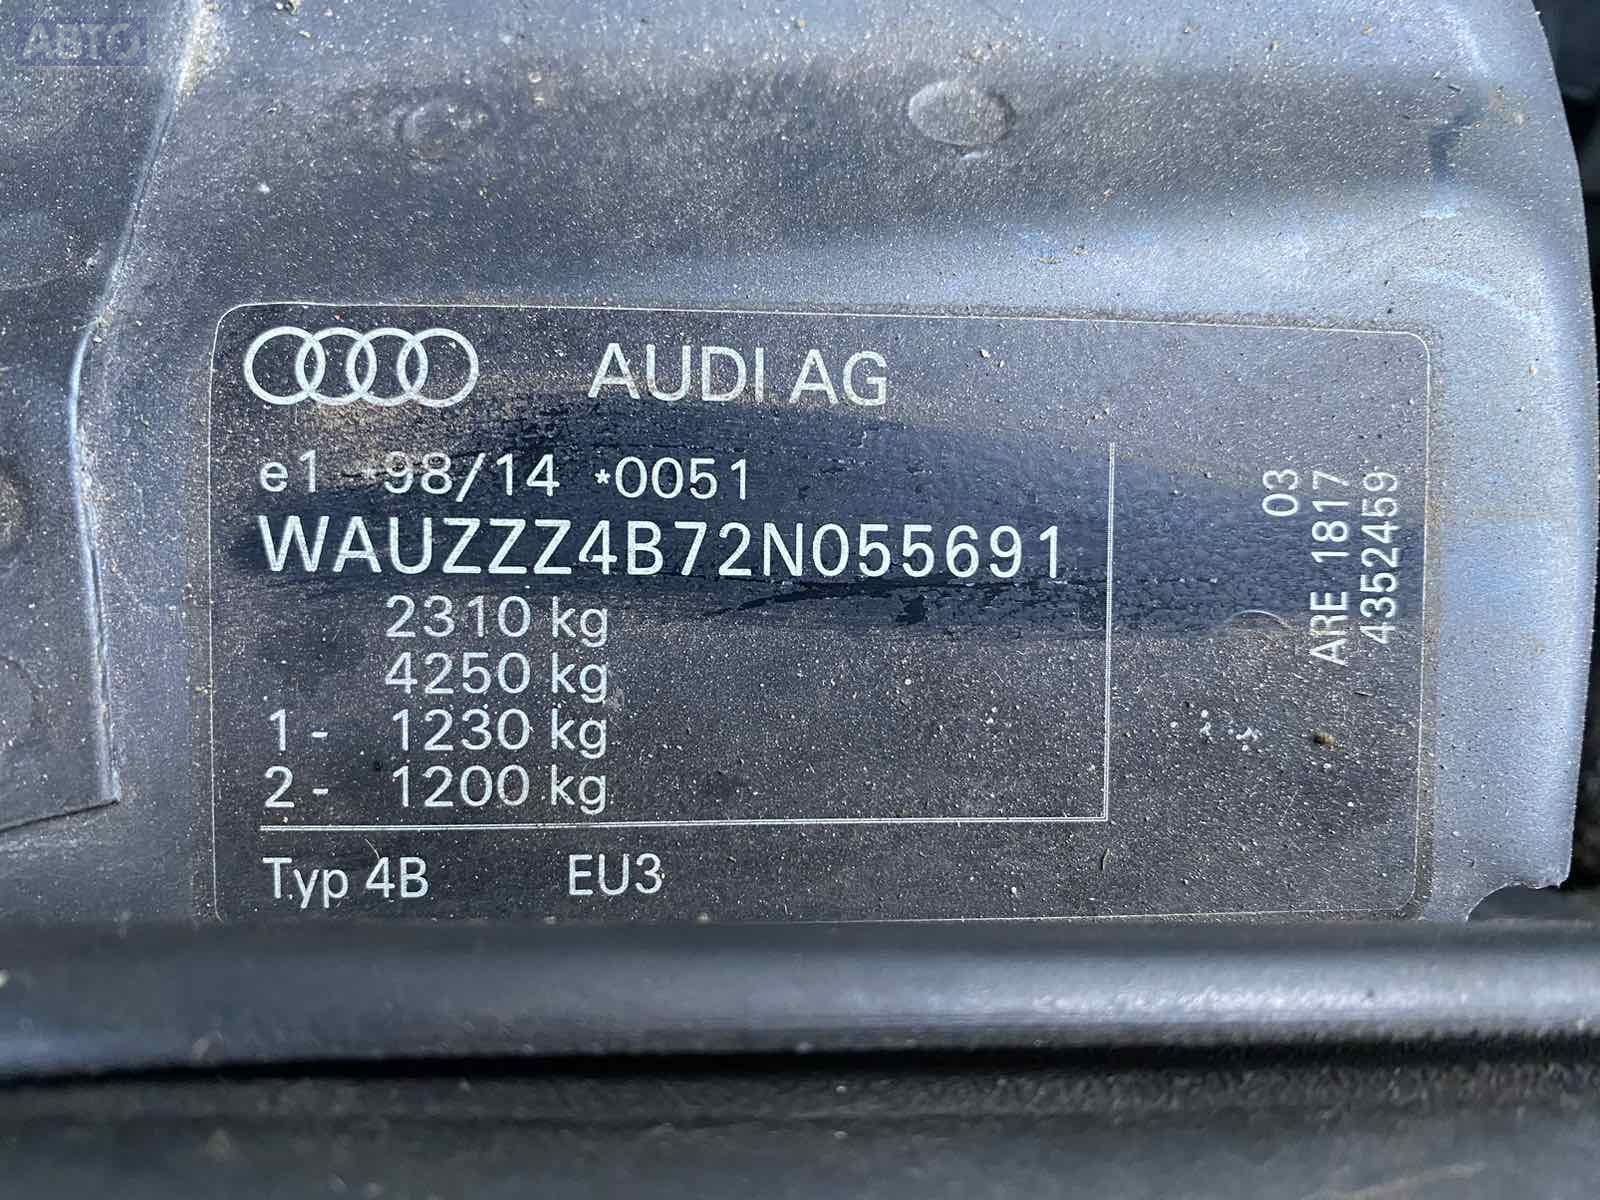 АВТО
AUDI AG
e1 *98/14 *0051
WAUZZZ4B72N055691
2310 kg
4250 kg
1- 1230 kg
2- 1200 kg
Typ 4B EU3
03
ARE 1817
4352459